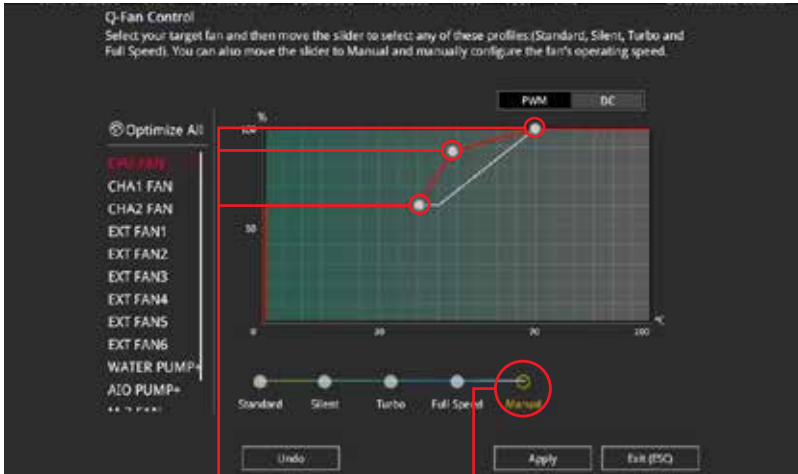 Q-Fan Control
Select your target fan and then move the slider to select any of these profiles:(Standard, Silent, Turbo and
Full Speed). You can also move the slider to Manual and manually configure the fan's operating speed.
PWM DC
%
Optimize All
100
CPU FAN
CHA1 FAN
CHA2 FAN
EXT FAN1
50
EXT FAN2
EXT FAN3
EXT FAN4
EXT FAN5
EXT FAN6
°C
0 30 70 100
WATER PUMP+
AIO PUMP+
Standard Silent Turbo Full Speed Manual
Undo Apply Exit (ESC)